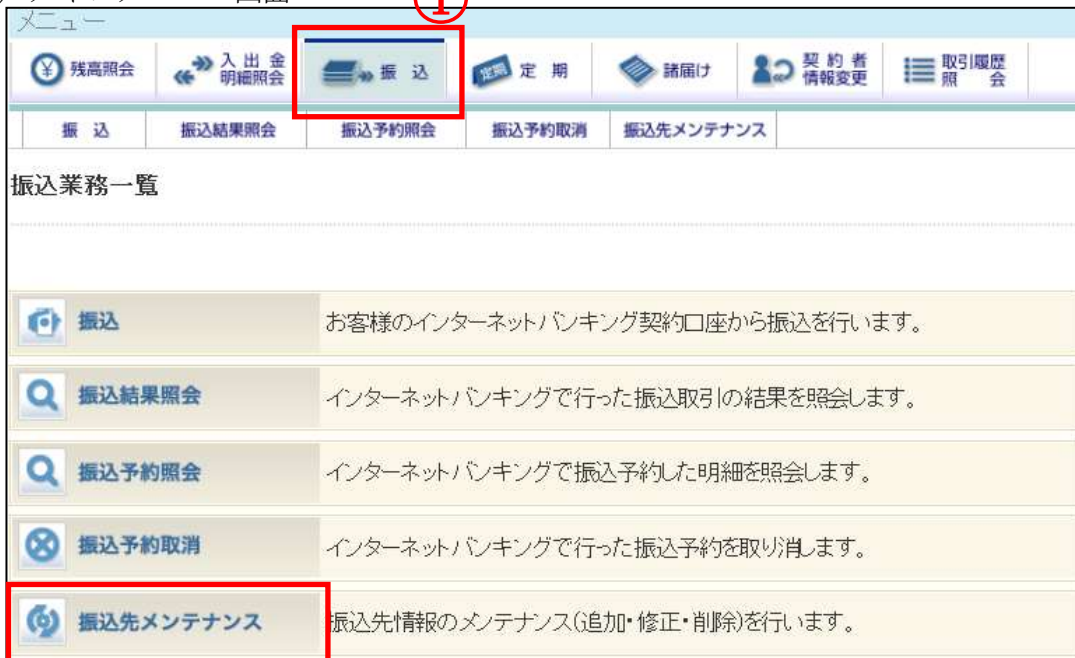 ①
メニュー
残高照会 入出金明細照会 振込 定期 諸届け 契約者情報変更 取引履歴照会
振込 振込結果照会 振込予約照会 振込予約取消 振込先メンテナンス
振込業務一覧
振込 お客様のインターネットバンキング契約口座から振込を行います。
振込結果照会 インターネットバンキングで行った振込取引の結果を照会します。
振込予約照会 インターネットバンキングで振込予約した明細を照会します。
振込予約取消 インターネットバンキングで行った振込予約を取り消します。
振込先メンテナンス 振込先情報のメンテナンス(追加・修正・削除)を行います。